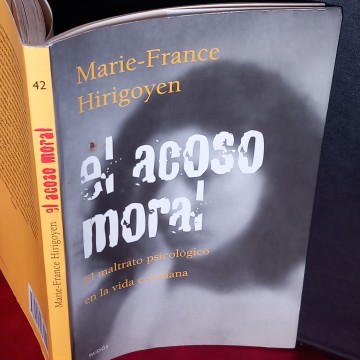 Marie-France
Hirigoyen
el acoso
moral
el maltrato psicológico
en la vida cotidiana
PAIDÓS
42
Marie-France Hirigoyen el acoso moral